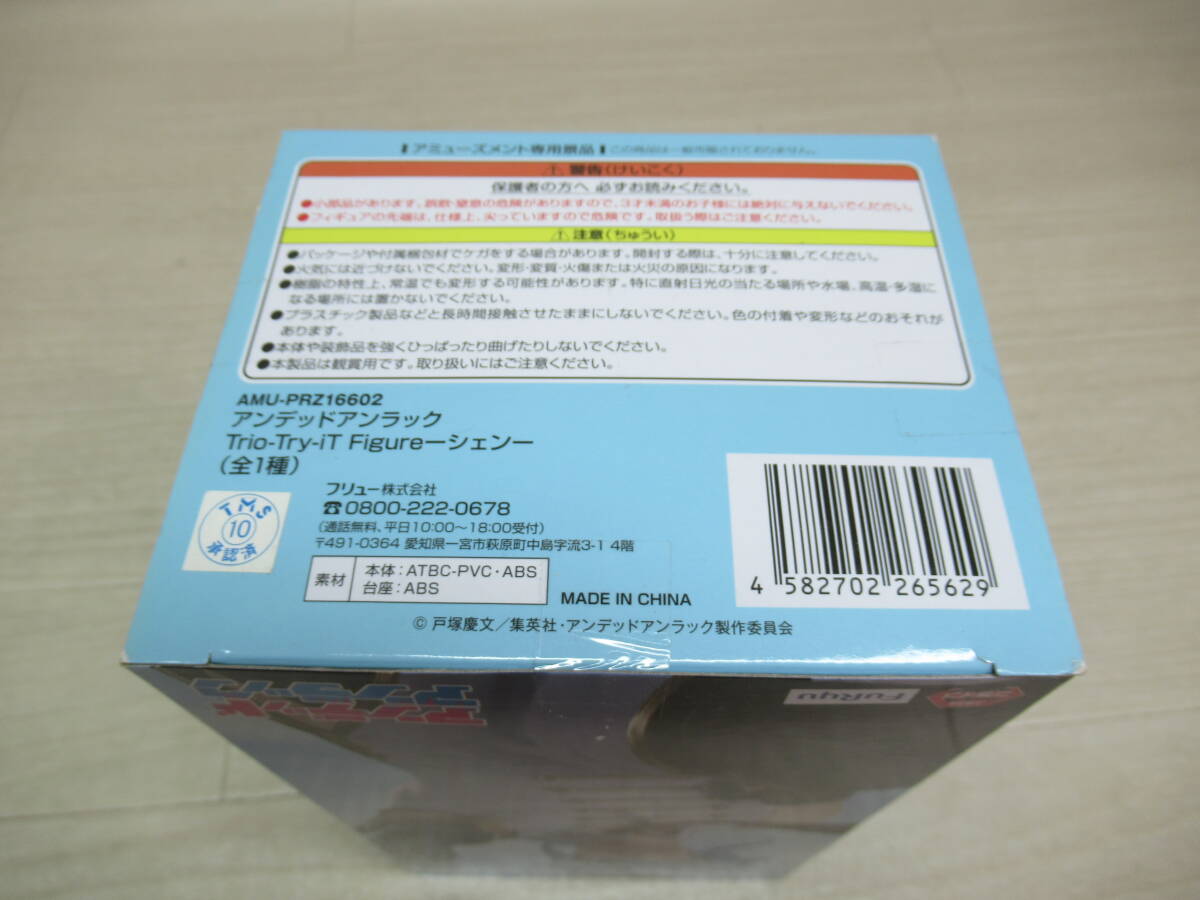 アミューズメント専用景品 この商品は一般市販されておりません。
⚠警告(けいこく)
保護者の方へ 必ずお読みください。
●小部品があります。誤飲・窒息の危険がありますので、3才未満のお子様には絶対に与えないでください。
●フィギュアの先端は、仕様上、尖っていますので危険です。取扱う際はご注意ください。
⚠注意(ちゅうい)
●パッケージや付属梱包材でケガをする場合があります。開封する際は、十分に注意してください。
●火気には近づけないでください。変形・変質・火傷または火災の原因になります。
●樹脂の特性上、常温でも変形する可能性があります。特に直射日光の当たる場所や水場、高温・多湿に
なる場所には置かないでください。
●プラスチック製品などと長時間接触させたままにしないでください。色の付着や変形などのおそれが
あります。
●本体や装飾品を強くひっぱったり曲げたりしないでください。
●本製品は観賞用です。取り扱いにはご注意ください。
AMU-PRZ16602
アンデッドアンラック
Trio-Try-iT Figureーシェンー
(全1種)
TMS
10
承認済
フリュー株式会社
☎0800-222-0678
(通話無料、平日10:00～18:00受付)
〒491-0364 愛知県一宮市萩原町中島字流3-1 4階
素材
本体:ATBC-PVC・ABS
台座:ABS
MADE IN CHINA
4 582702 265629
© 戸塚慶文／集英社・アンデッドアンラック製作委員会
アンデッド
アンラック
FuRyu